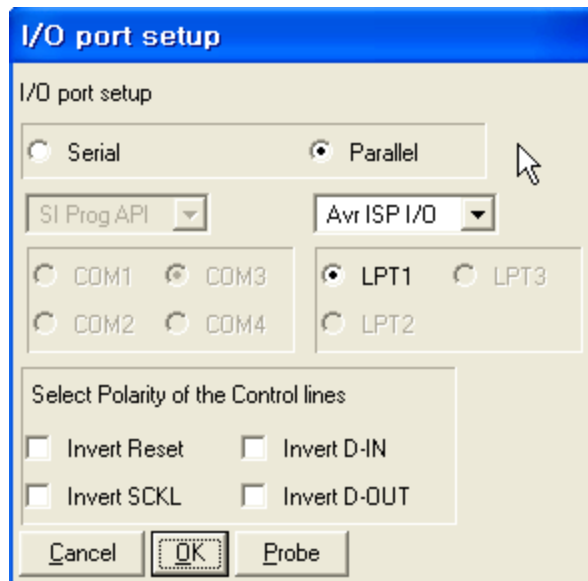 I/O port setup
I/O port setup
Serial Parallel
SI Prog API Avr ISP I/O
COM1 COM3 LPT1 LPT3
COM2 COM4 LPT2
Select Polarity of the Control lines
Invert Reset Invert D-IN
Invert SCKL Invert D-OUT
Cancel OK Probe